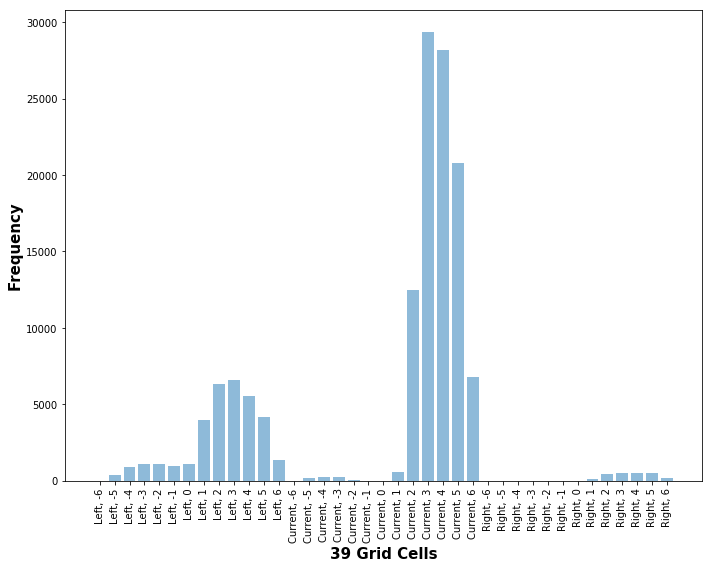 30000
25000
20000
15000
10000
5000
0
Frequency
Left, -6
Left, -5
Left, -4
Left, -3
Left, -2
Left, -1
Left, 0
Left, 1
Left, 2
Left, 3
Left, 4
Left, 5
Left, 6
Current, -6
Current, -5
Current, -4
Current, -3
Current, -2
Current, -1
Current, 0
Current, 1
Current, 2
Current, 3
Current, 4
Current, 5
Current, 6
Right, -6
Right, -5
Right, -4
Right, -3
Right, -2
Right, -1
Right, 0
Right, 1
Right, 2
Right, 3
Right, 4
Right, 5
Right, 6
39 Grid Cells